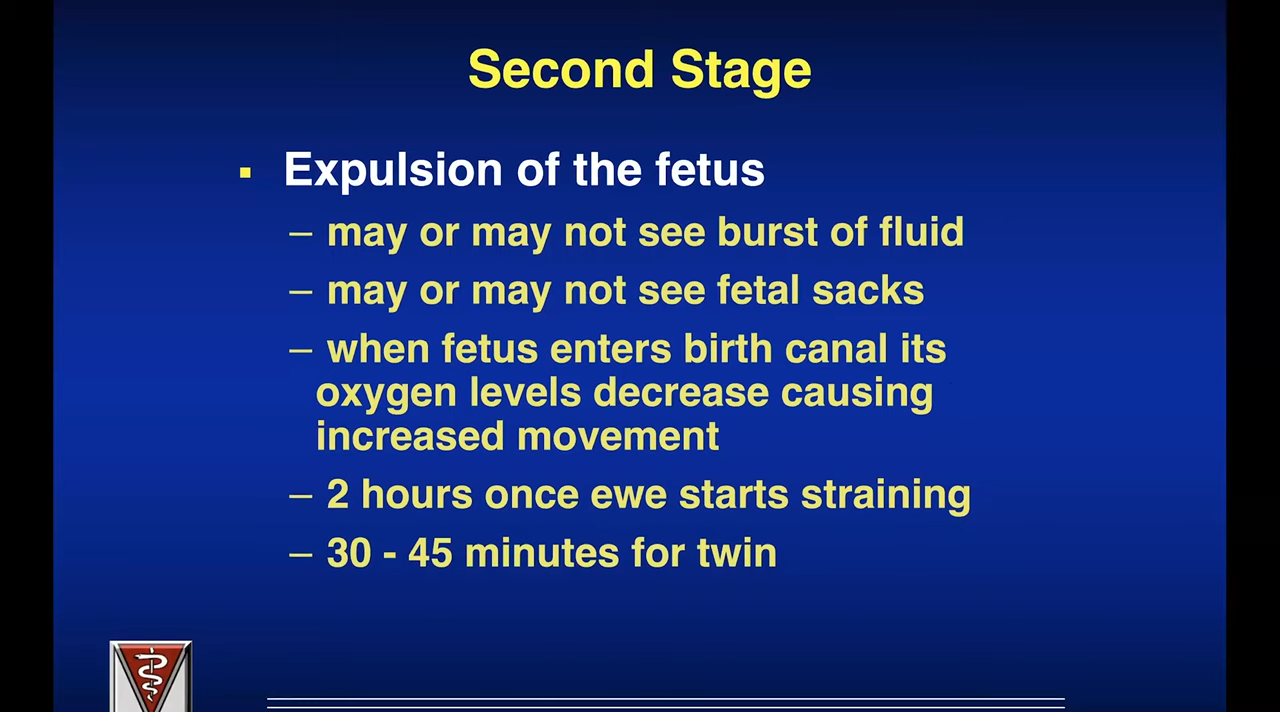 Second Stage
▪ Expulsion of the fetus
– may or may not see burst of fluid
– may or may not see fetal sacks
– when fetus enters birth canal its
oxygen levels decrease causing
increased movement
– 2 hours once ewe starts straining
– 30 - 45 minutes for twin